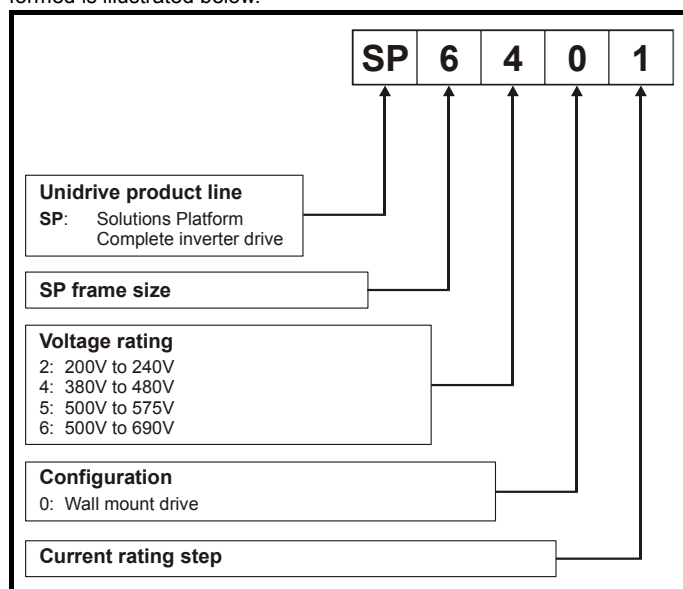 formed is illustrated below.
SP 6 4 0 1
Unidrive product line
SP: Solutions Platform
Complete inverter drive
SP frame size
Voltage rating
2: 200V to 240V
4: 380V to 480V
5: 500V to 575V
6: 500V to 690V
Configuration
0: Wall mount drive
Current rating step